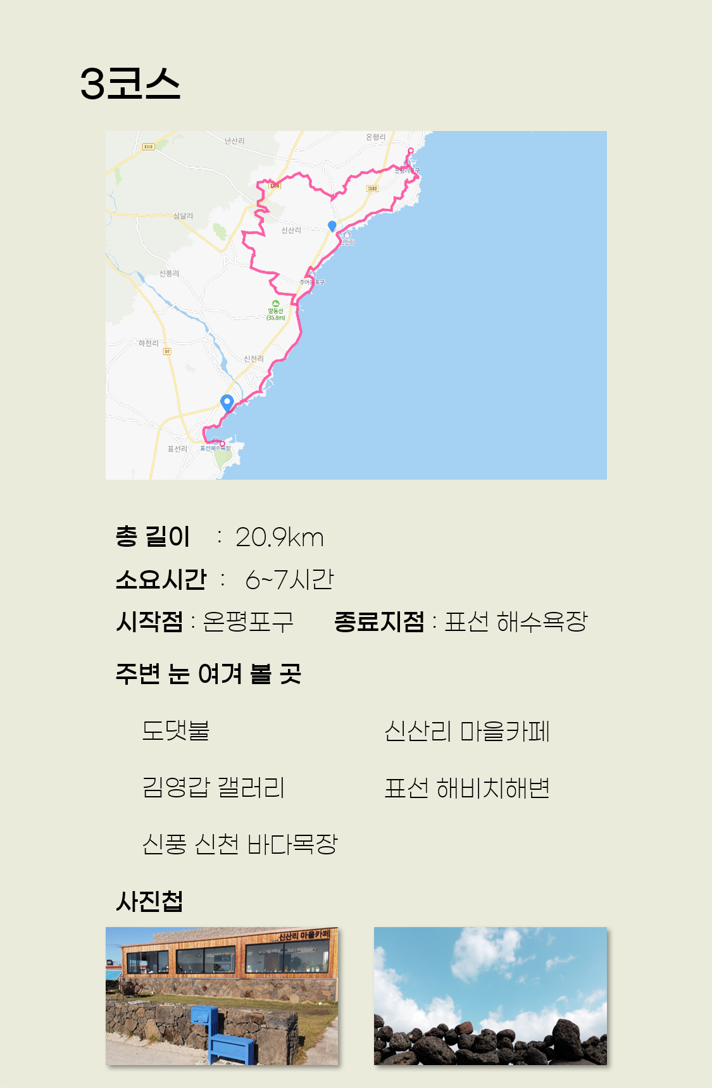 3코스
난산리
온평리
삼달리
신산리
신풍리
(35.8m)
하천리
신천리
표선리
표선해수욕장
총 길이 : 20.9km
소요시간 : 6~7시간
시작점 : 온평포구 종료지점 : 표선 해수욕장
주변 눈 여겨 볼 곳
도댓불 신산리 마을카페
김영갑 갤러리 표선 해비치해변
신풍 신천 바다목장
사진첩
신산리 마을카페